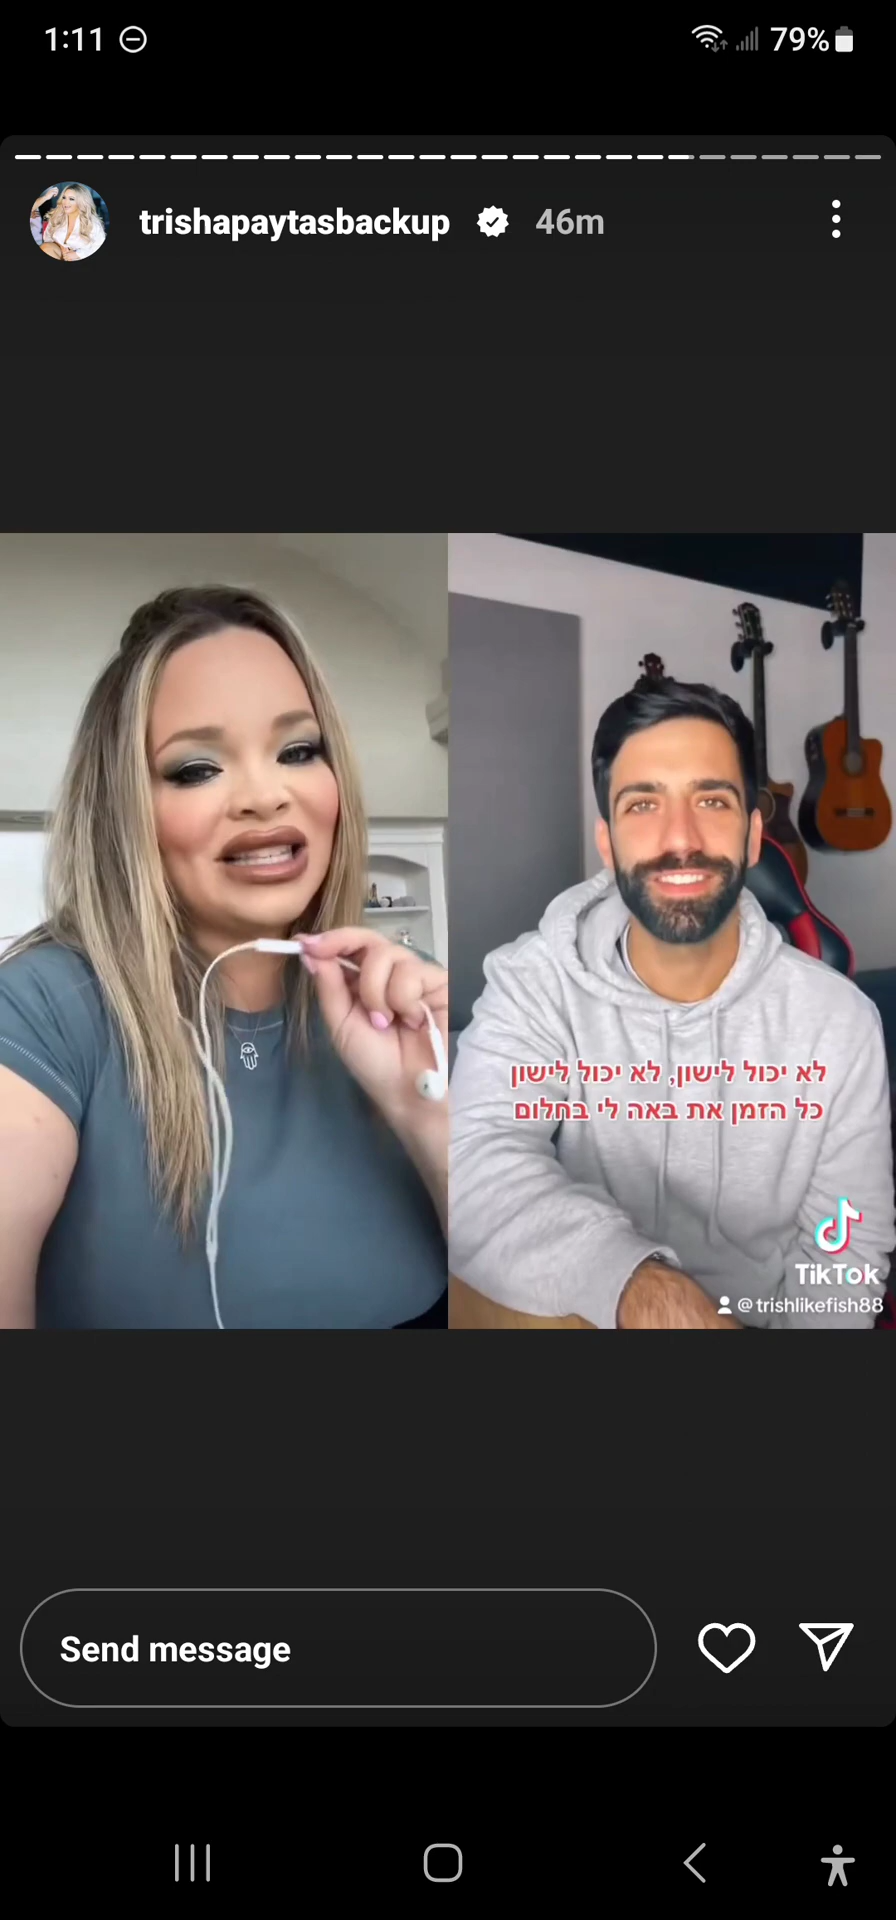 1:11
79%
trishapaytasbackup 46m
לא יכול לישון, לא יכול לישון
כל הזמן את באה לי בחלום
TikTok
@trishlikefish88
Send message